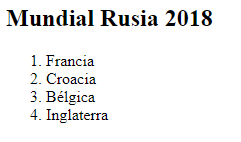 Mundial Rusia 2018
1. Francia
2. Croacia
3. Bélgica
4. Inglaterra